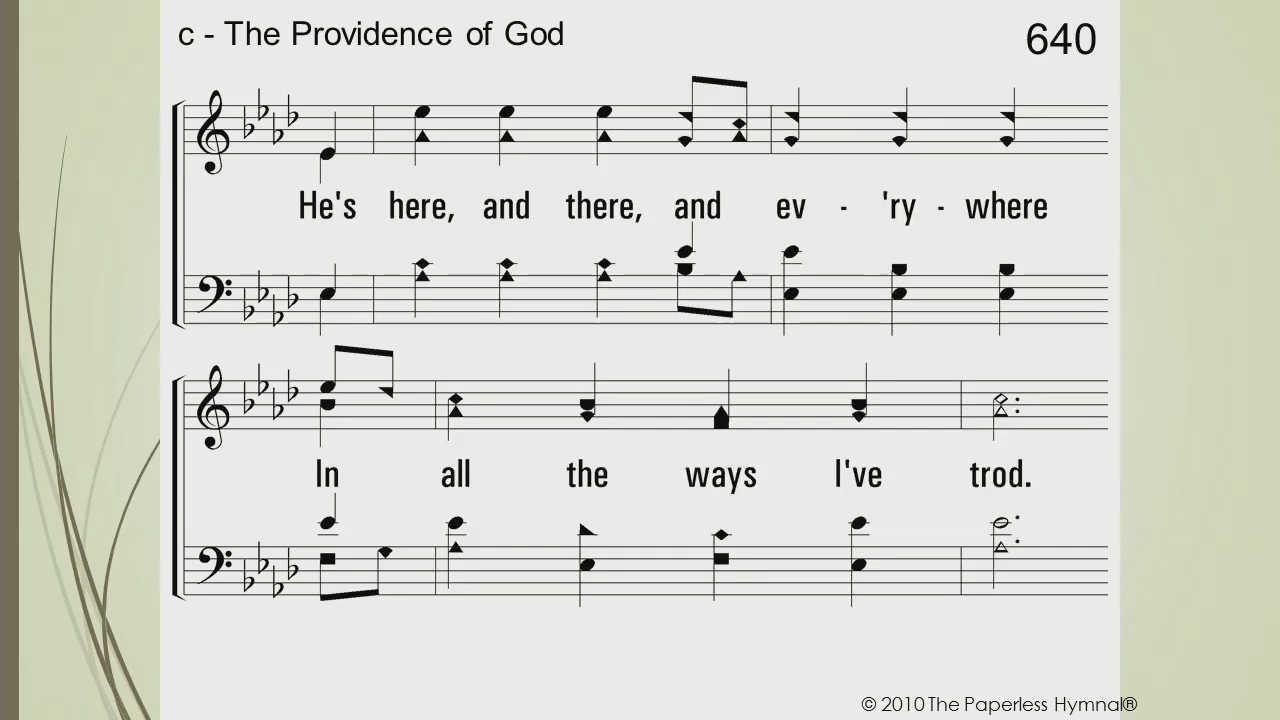 c - The Providence of God
640
He's here, and there, and ev - 'ry - where
In all the ways I've trod.
© 2010 The Paperless Hymnal®